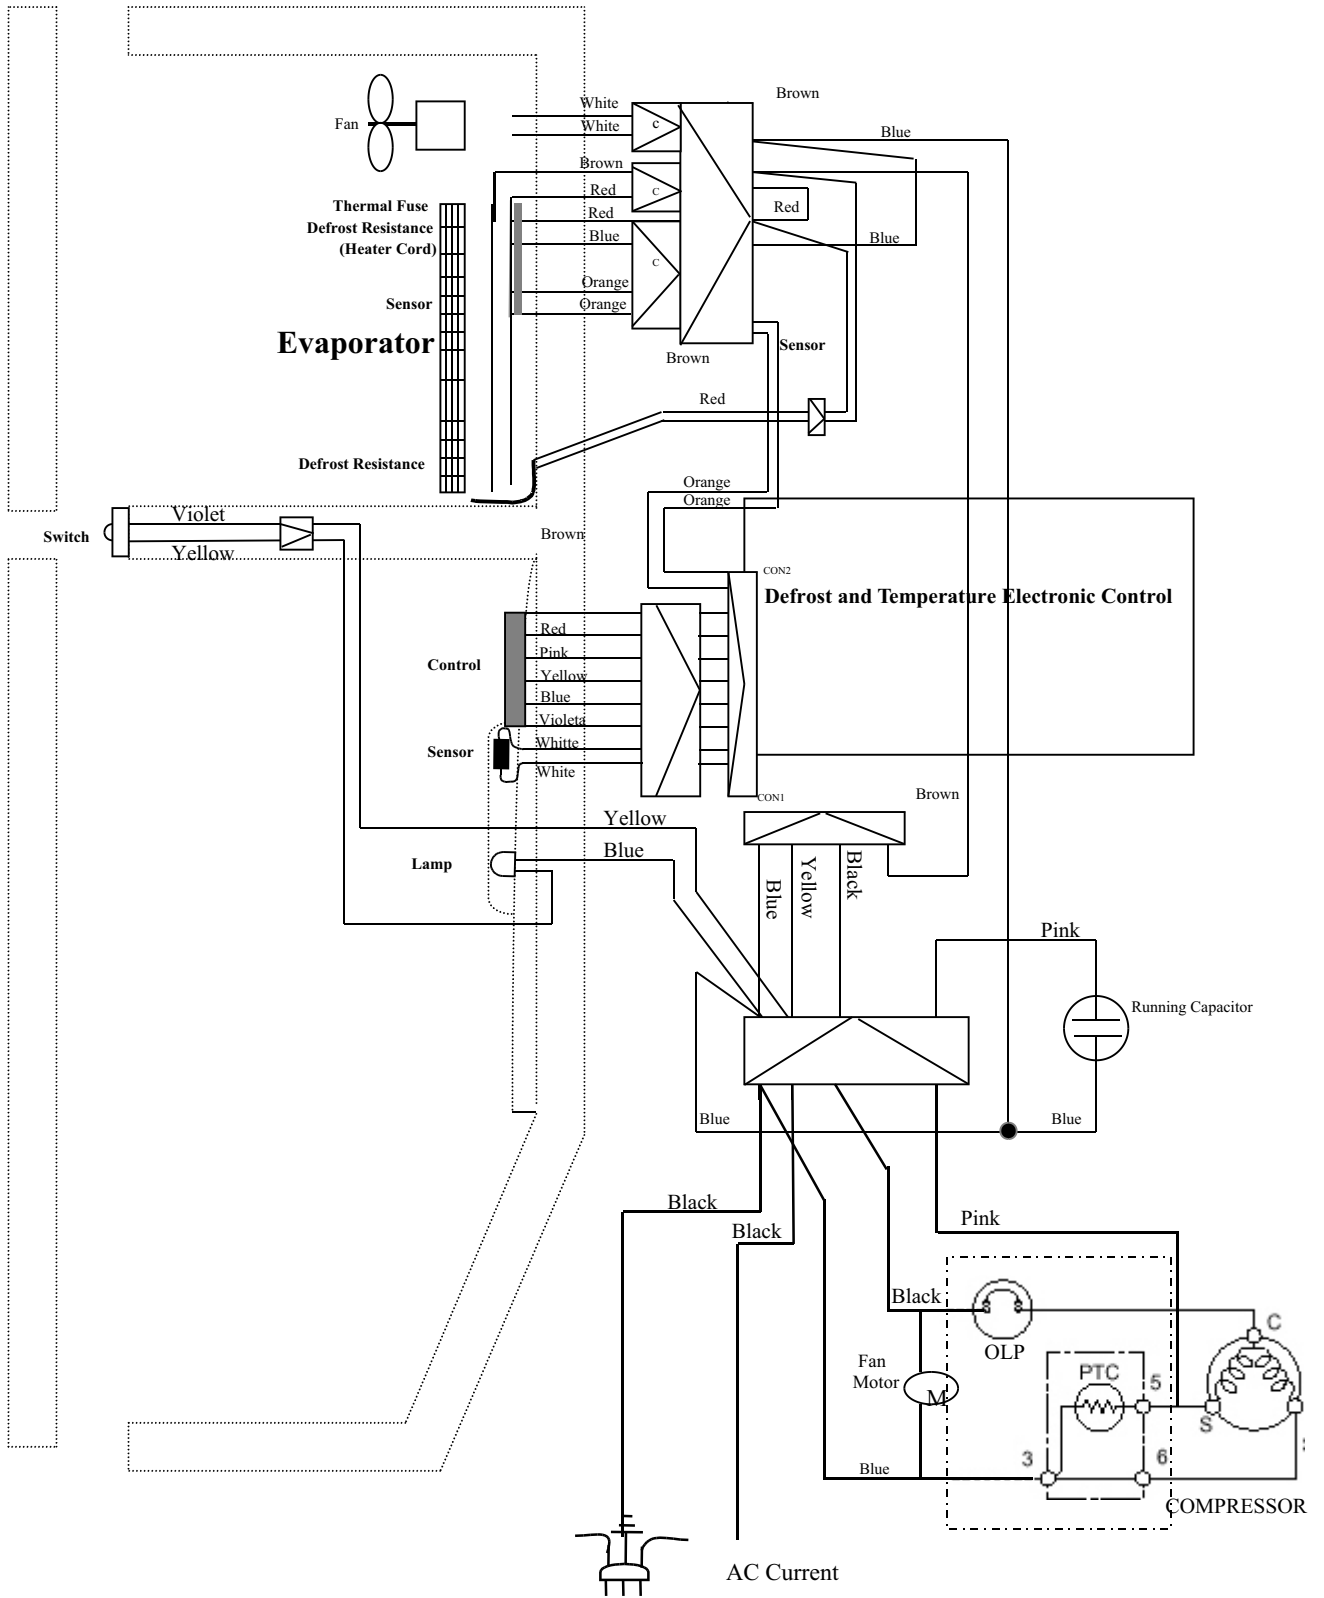 Brown
White
Blue
Fan
c
White
Brown
C
Red
Thermal Fuse
Red
Red
Defrost Resistance
Blue
Blue
(Heater Cord)
C
Orange
Sensor
Orange
Evaporator
Sensor
Brown
Red
Defrost Resistance
Orange
Orange
Violet
Switch
Brown
Yellow
CON2
Defrost and Temperature Electronic Control
Red
Pink
Control
Yellow
Blue
Violeta
Whitte
Sensor
White
Brown
CON1
Yellow
Blue
Lamp
Blue
Yellow
Black
Pink
Running Capacitor
Blue
Blue
Black
Pink
Black
Black
C
OLP
Fan
Motor
M
PTC
5
S
3
6
Blue
COMPRESSOR
AC Current